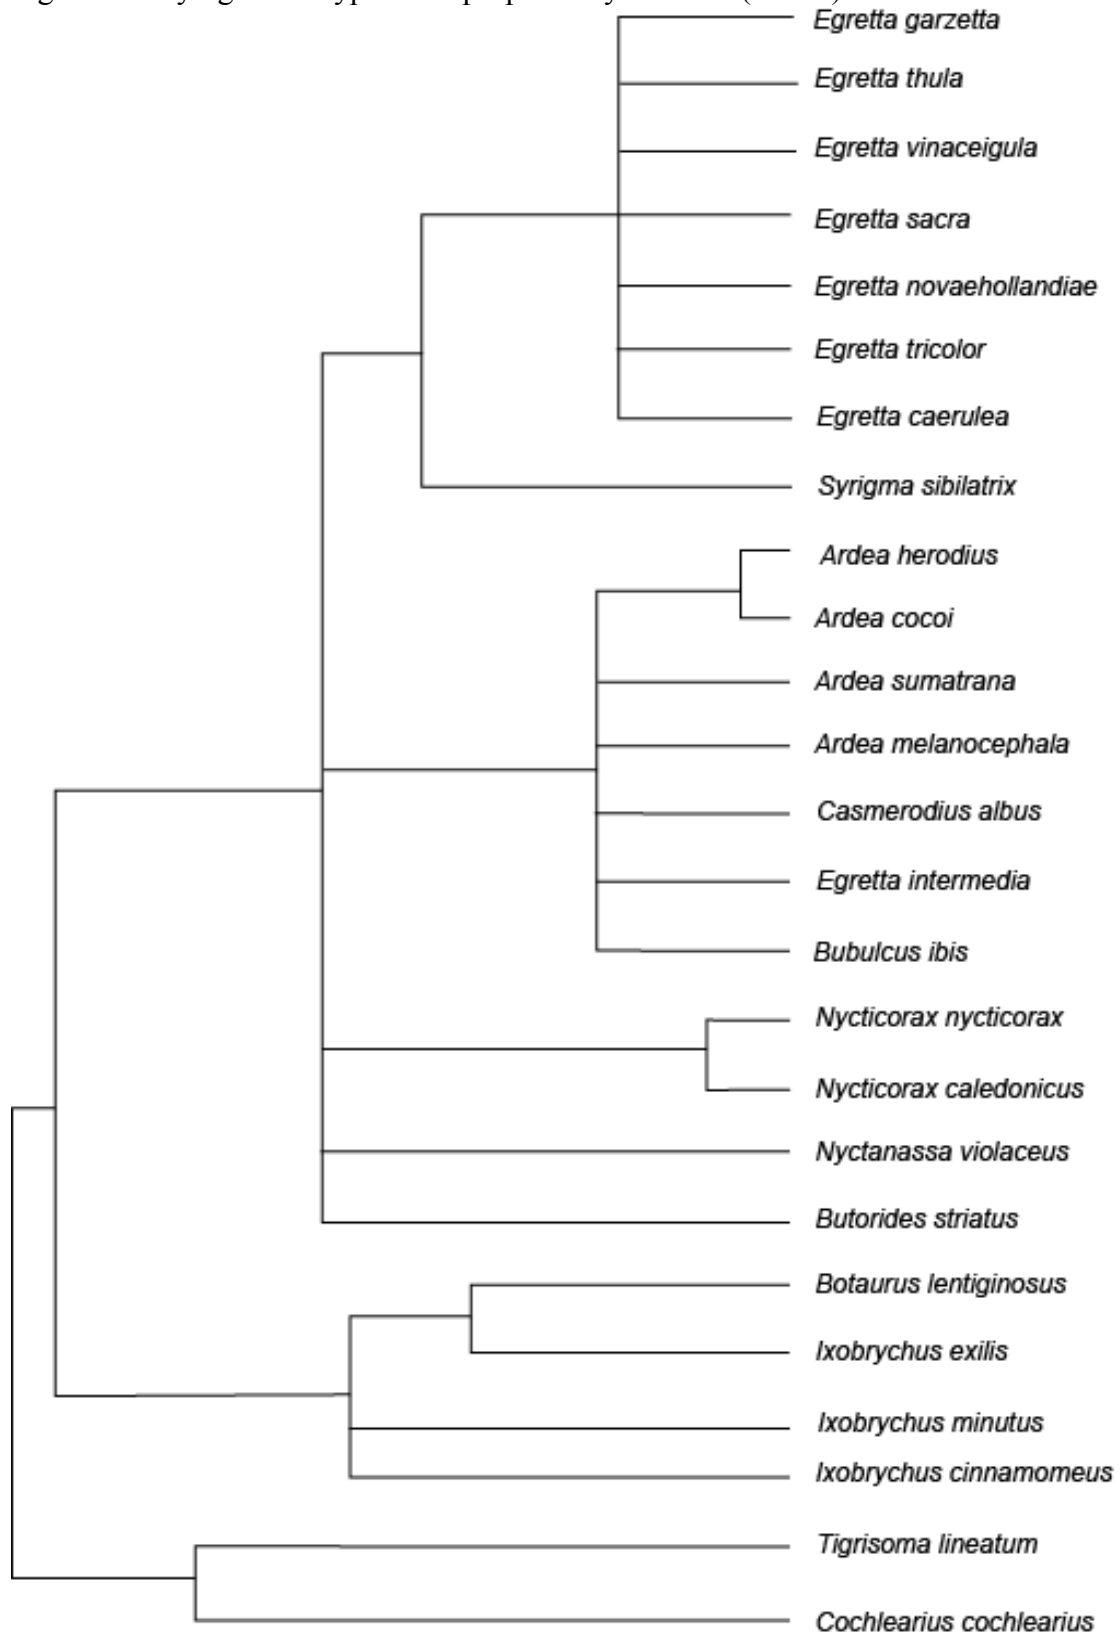 Egretta garzetta
Egretta thula
Egretta vinaceigula
Egretta sacra
Egretta novaehollandiae
Egretta tricolor
Egretta caerulea
Syrigma sibilatrix
Ardea herodius
Ardea cocoi
Ardea sumatrana
Ardea melanocephala
Casmerodius albus
Egretta intermedia
Bubulcus ibis
Nycticorax nycticorax
Nycticorax caledonicus
Nyctanassa violaceus
Butorides striatus
Botaurus lentiginosus
Ixobrychus exilis
Ixobrychus minutus
Ixobrychus cinnamomeus
Tigrisoma lineatum
Cochlearius cochlearius